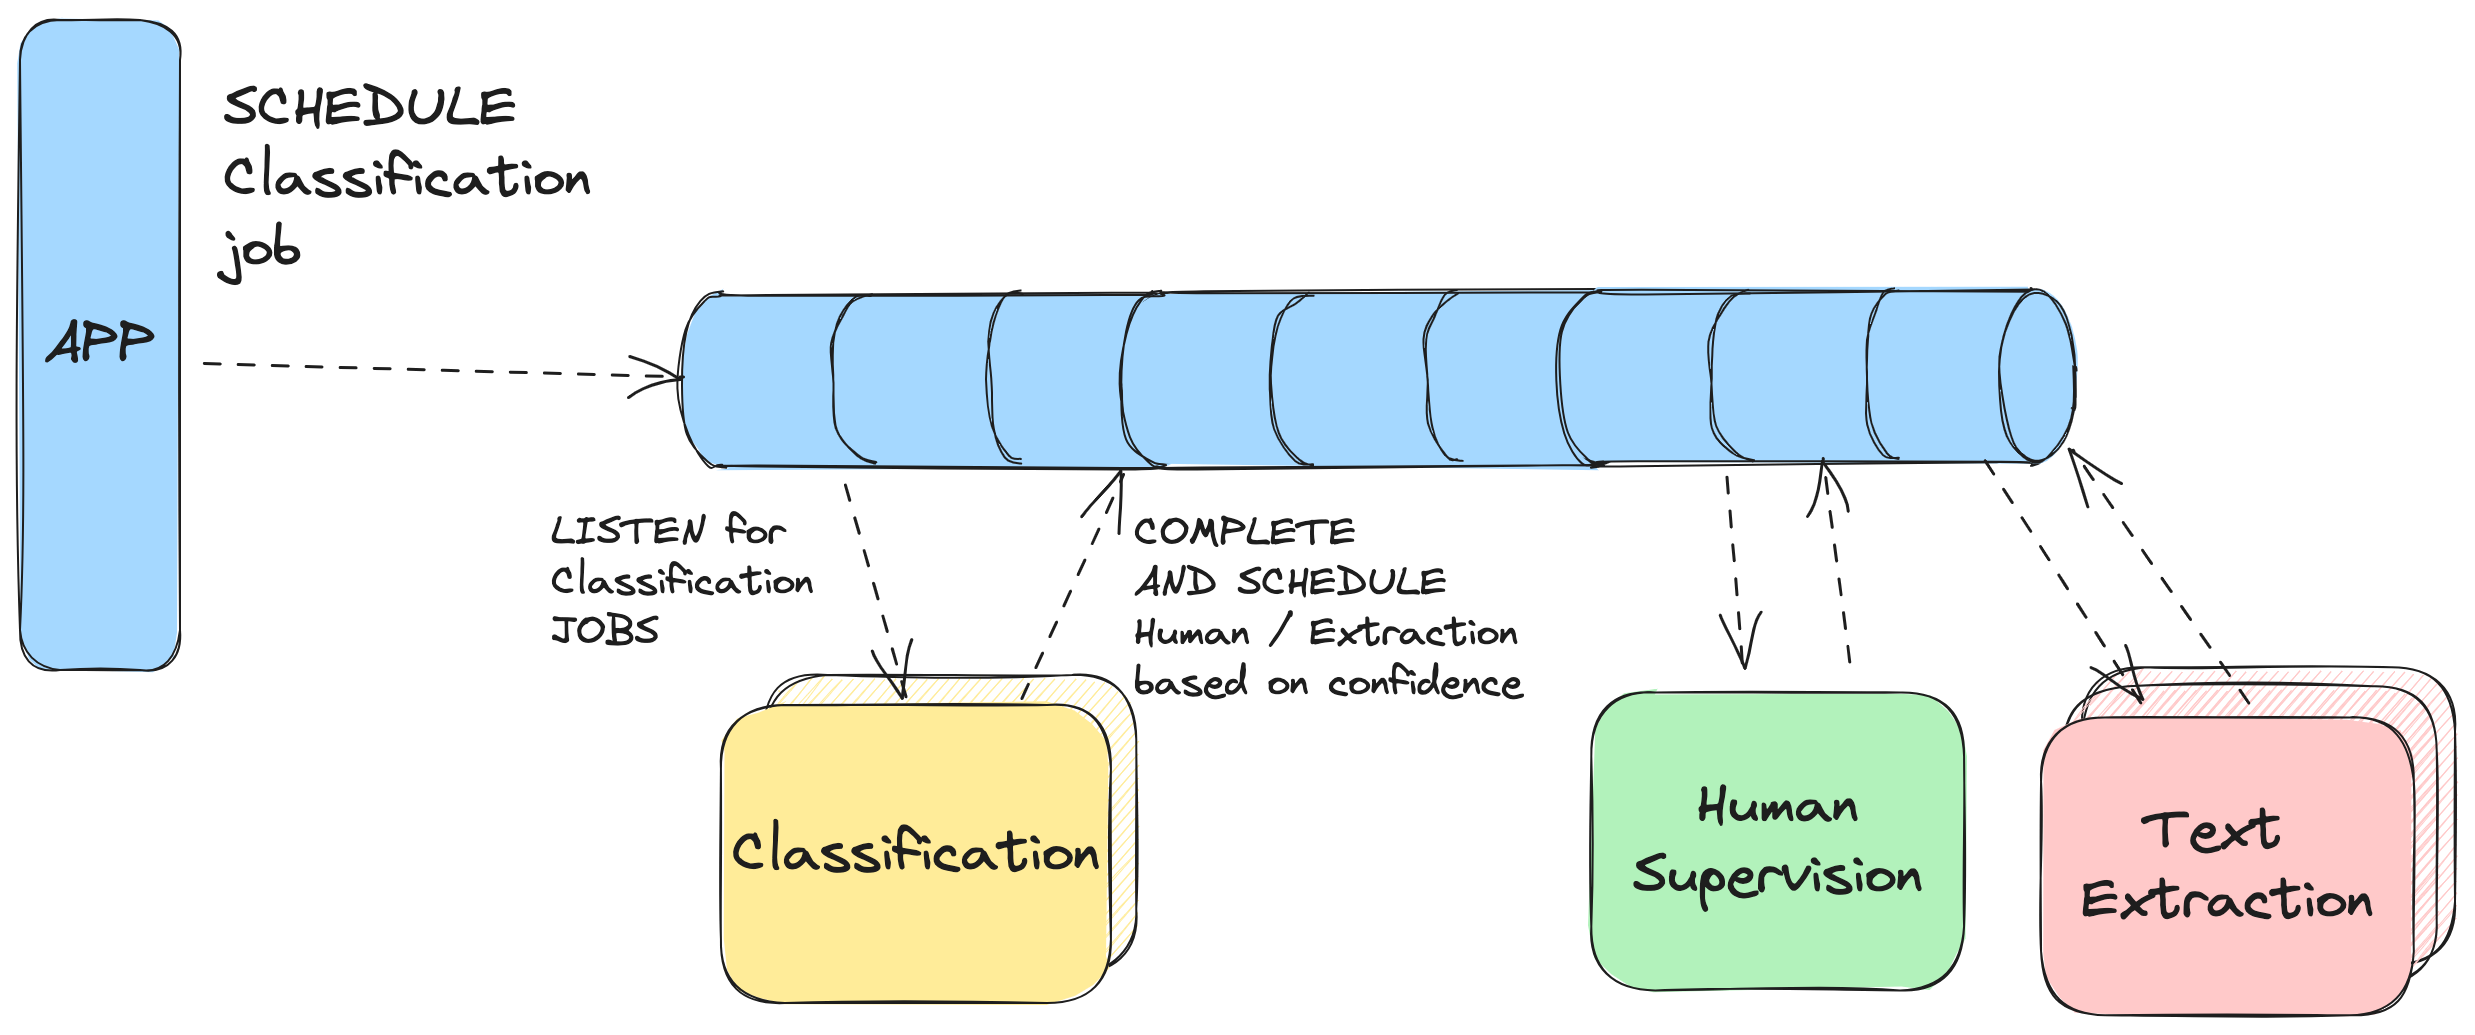 APP
SCHEDULE
Classification
job
LISTEN for
Classification
JOBS
COMPLETE
AND SCHEDULE
Human / Extraction
based on confidence
Classification
Human
Supervision
Text
Extraction